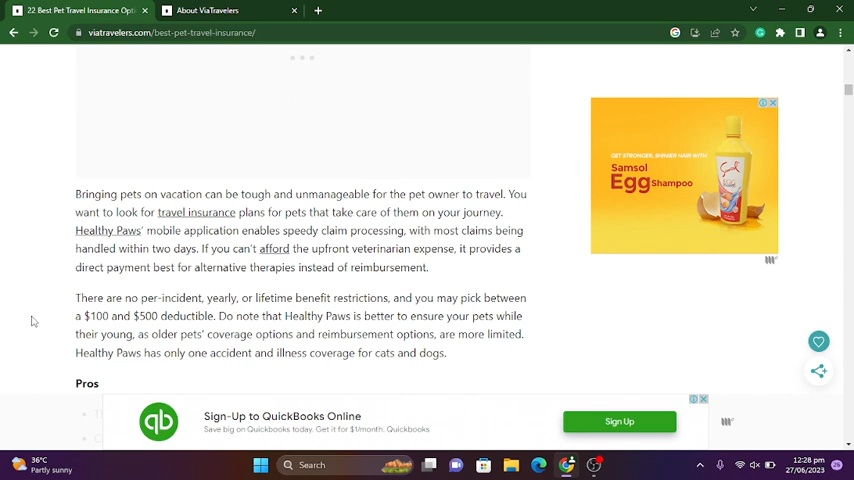 22 Best Pet Travel Insurance Opti
About ViaTravelers
viatravelers.com/best-pet-travel-insurance/
GET STRONGER, SHINIER HAIR WITH
Samsol
Egg Shampoo
Bringing pets on vacation can be tough and unmanageable for the pet owner to travel. You
want to look for travel insurance plans for pets that take care of them on your journey.
Healthy Paws' mobile application enables speedy claim processing, with most claims being
handled within two days. If you can't afford the upfront veterinarian expense, it provides a
direct payment best for alternative therapies instead of reimbursement.
There are no per-incident, yearly, or lifetime benefit restrictions, and you may pick between
a $100 and $500 deductible. Do note that Healthy Paws is better to ensure your pets while
their young, as older pets' coverage options and reimbursement options, are more limited.
Healthy Paws has only one accident and illness coverage for cats and dogs.
Pros
qb
Sign-Up to QuickBooks Online
Save big on Quickbooks today. Get it for $1/month. Quickbooks
Sign Up
36°C
Partly sunny
Search
12:28 pm
27/06/2023